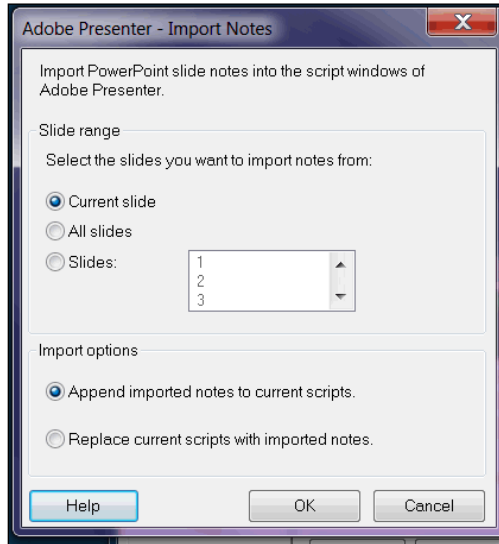 Adobe Presenter - Import Notes
Import PowerPoint slide notes into the script windows of
Adobe Presenter.
Slide range
Select the slides you want to import notes from:
Current slide
All slides
Slides:
1
2
3
Import options
Append imported notes to current scripts.
Replace current scripts with imported notes.
Help
OK
Cancel